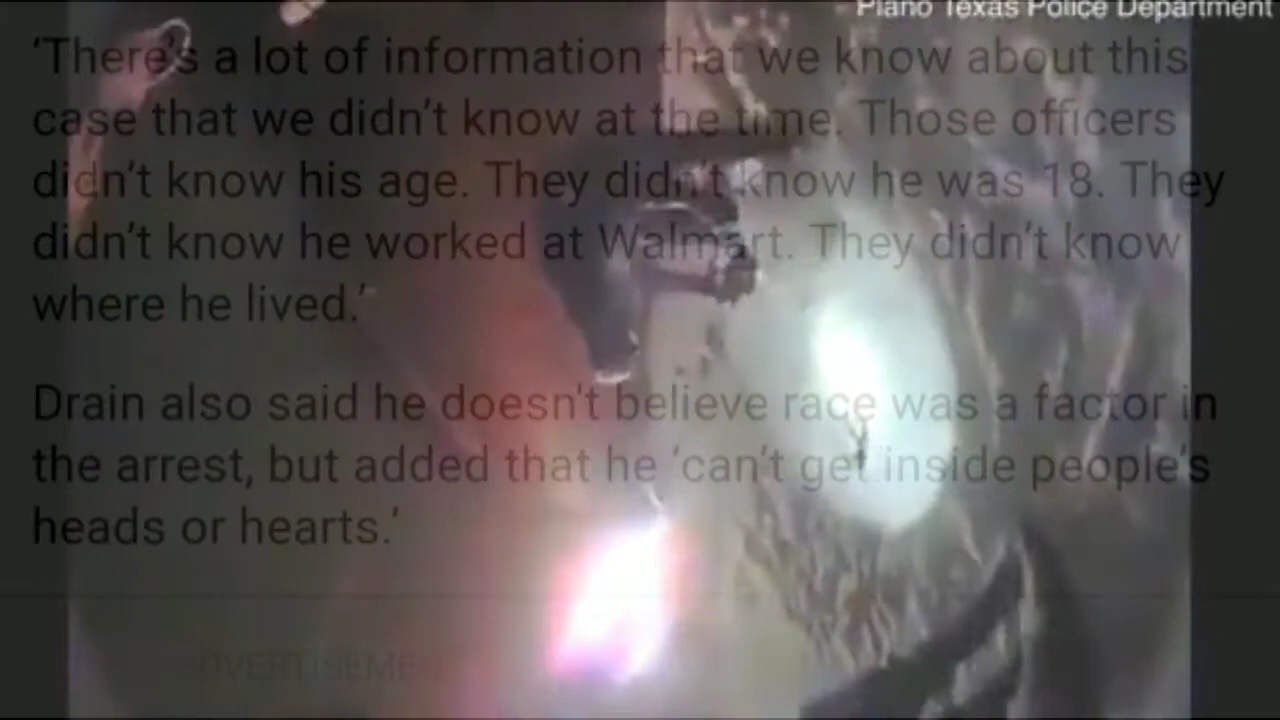 Plano Texas Police Department
‘There's a lot of information that we know about this
case that we didn’t know at the time. Those officers
didn’t know his age. They didn’t know he was 18. They
didn’t know he worked at Walmart. They didn’t know
where he lived.’
Drain also said he doesn't believe race was a factor in
the arrest, but added that he ‘can’t get inside people’s
heads or hearts.’
ADVERTISEMENT